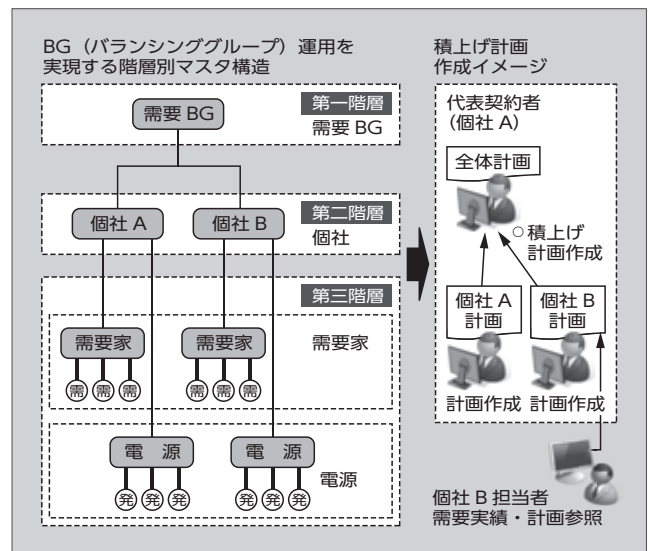 BG（バランシンググループ）運用を
実現する階層別マスタ構造
第一階層
需要 BG
需要 BG
第二階層
個社
個社 A
個社 B
第三階層
需要家
需要家
需要家
需 需 需
需 需 需
電　源
電　源
電源
発 発 発
発 発 発
積上げ計画
作成イメージ
代表契約者
（個社 A）
全体計画
○積上げ
計画作成
個社 A
計画
個社 B
計画
計画作成
計画作成
個社 B 担当者
需要実績・計画参照